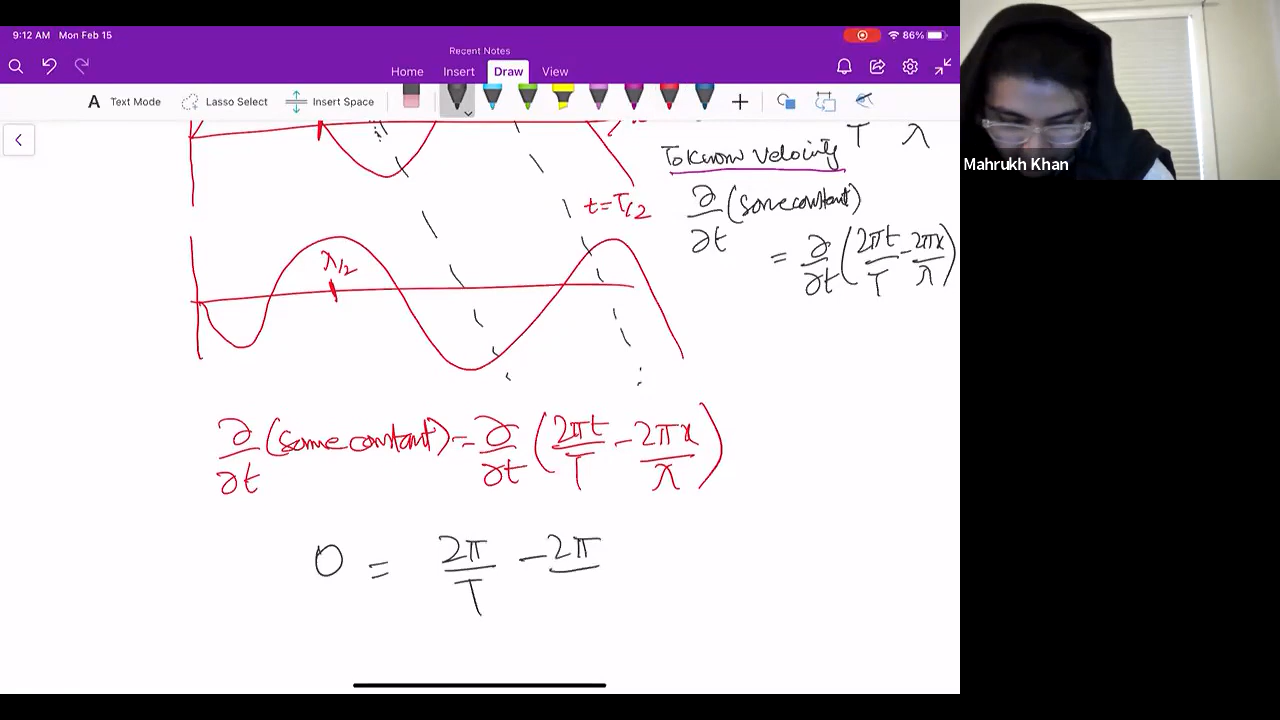 9:12 AM Mon Feb 15
86%
Recent Notes
Home Insert Draw View
Text Mode Lasso Select Insert Space
T λ
To know velocity
Mahrukh Khan
∂/∂t (some constant)
= ∂/∂t (2πt/T - 2πx/λ)
t = T/2
λ/2
∂/∂t (some constant) = ∂/∂t (2πt/T - 2πx/λ)
0 = 2π/T - 2π